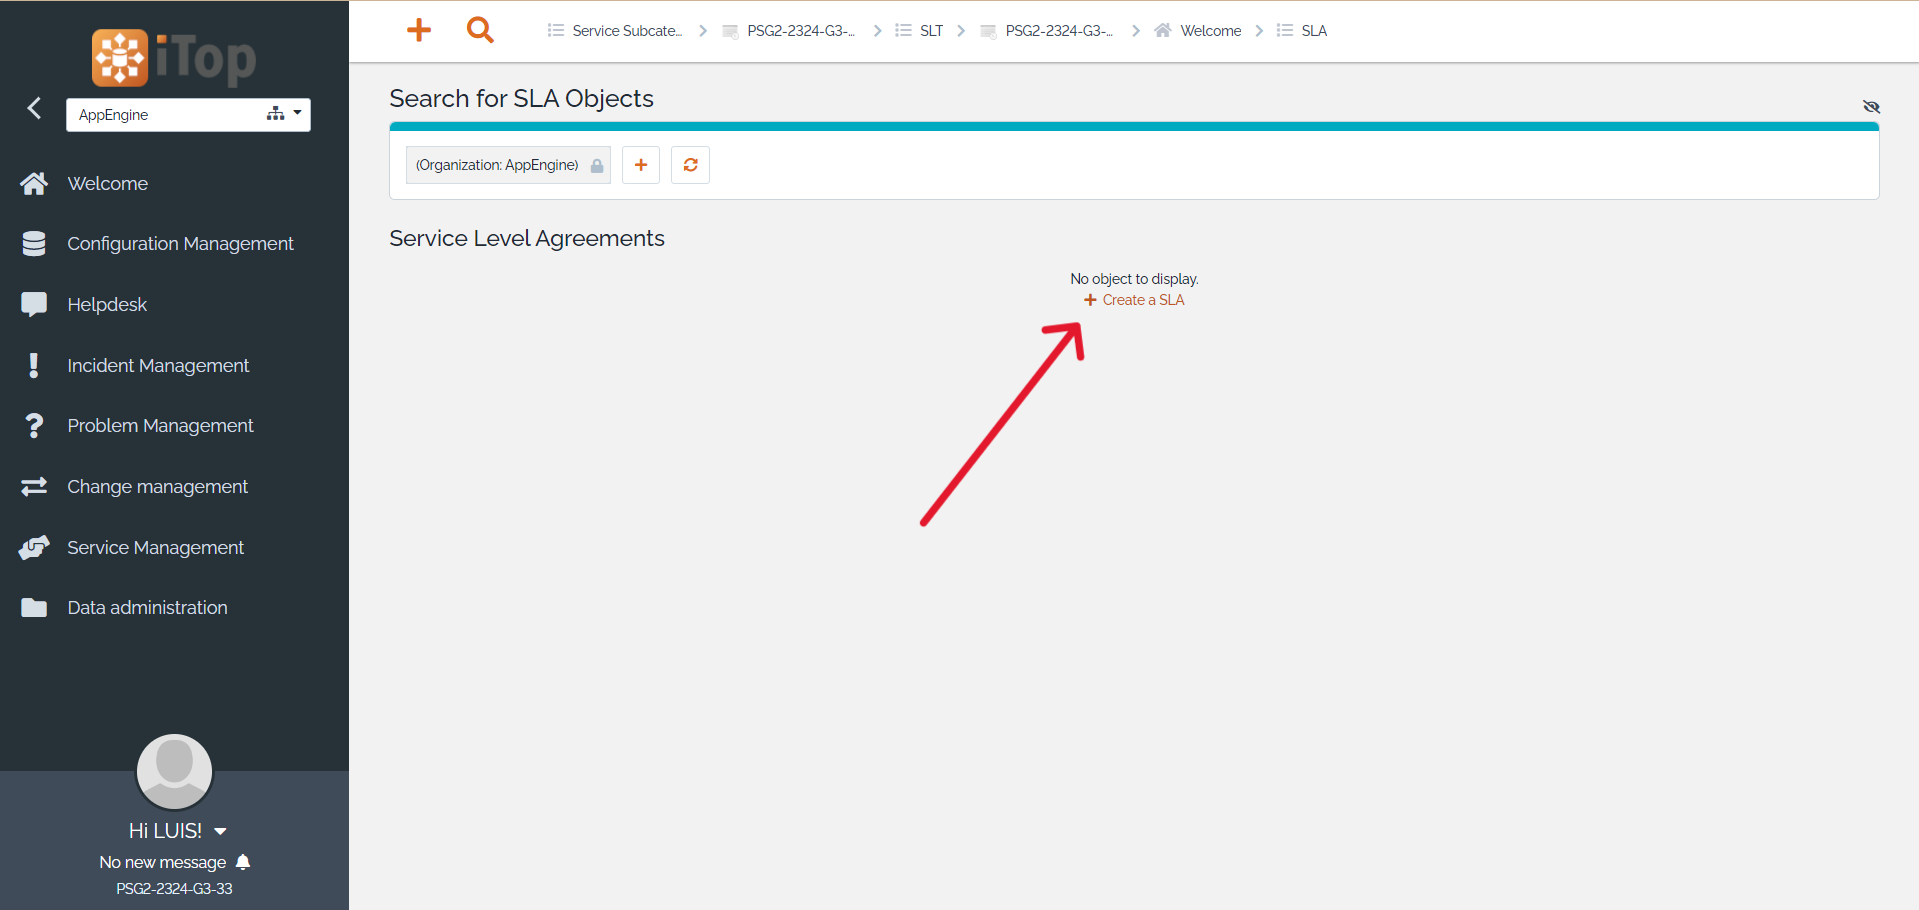 iTop
AppEngine
Welcome
Configuration Management
Helpdesk
Incident Management
Problem Management
Change management
Service Management
Data administration
Hi LUIS!
No new message
PSG2-2324-G3-33
Service Subcate... PSG2-2324-G3-... SLT PSG2-2324-G3-... Welcome SLA
Search for SLA Objects
(Organization: AppEngine)
Service Level Agreements
No object to display.
Create a SLA